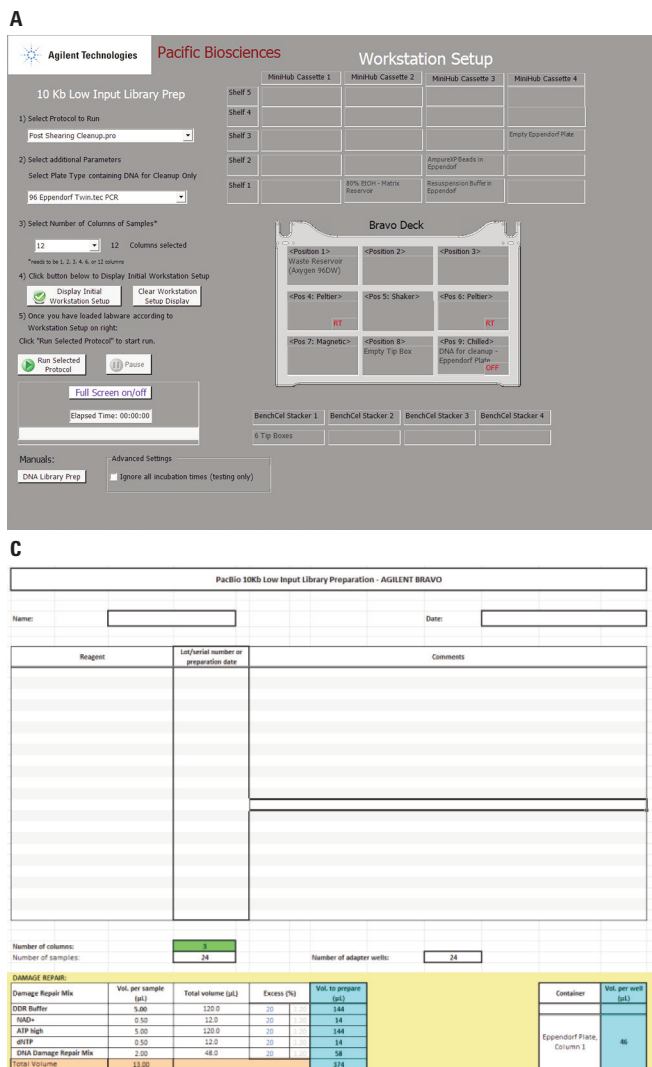 A
Agilent Technologies
Pacific Biosciences
Workstation Setup
10 Kb Low Input Library Prep
MiniHub Cassette 1 MiniHub Cassette 2 MiniHub Cassette 3 MiniHub Cassette 4
Shelf 5
Shelf 4
Shelf 3 Empty Eppendorf Plate
Shelf 2 AmpureXP Beads in Eppendorf
Shelf 1 80% EtOH - Matrix Reservoir Resuspension Buffer in Eppendorf
1) Select Protocol to Run
Post Shearing Cleanup.pro
2) Select additional Parameters
Select Plate Type containing DNA for Cleanup Only
96 Eppendorf Twin.tec PCR
3) Select Number of Columns of Samples*
12 12 Columns selected
*needs to be 1, 2, 3, 4, 6, or 12 columns
4) Click button below to Display Initial Workstation Setup
Display Initial Workstation Setup
Clear Workstation Setup Display
5) Once you have loaded labware according to
Workstation Setup on right:
Click "Run Selected Protocol" to start run.
Run Selected Protocol
Pause
Full Screen on/off
Elapsed Time: 00:00:00
Manuals:
DNA Library Prep
Advanced Settings
Ignore all incubation times (testing only)
Bravo Deck
<Position 1> <Position 2> <Position 3>
Waste Reservoir
(Axygen 96DW)
<Pos 4: Peltier> <Pos 5: Shaker> <Pos 6: Peltier>
RT RT
<Pos 7: Magnetic> <Position 8> <Pos 9: Chilled>
Empty Tip Box
DNA for cleanup -
Eppendorf Plate
OFF
BenchCel Stacker 1 BenchCel Stacker 2 BenchCel Stacker 3 BenchCel Stacker 4
6 Tip Boxes
C
PacBio 10Kb Low Input Library Preparation - AGILENT BRAVO
Name: Date:
Reagent Lot/serial number or preparation date Comments
Number of columns: 3
Number of samples: 24 Number of adapter wells: 24
DAMAGE REPAIR:
Damage Repair Mix Vol. per sample (µL) Total volume (µL) Excess (%) Vol. to prepare (µL) Container Vol. per well (µL)
DDR Buffer 5.00 120.0 20 1.20 144
NAD+ 0.50 12.0 20 1.20 14
ATP high 5.00 120.0 20 1.20 144
dNTP 0.50 12.0 20 1.20 14
DNA Damage Repair Mix 2.00 48.0 20 1.20 58
Eppendorf Plate, Column 1 46
Total Volume 13.00 374